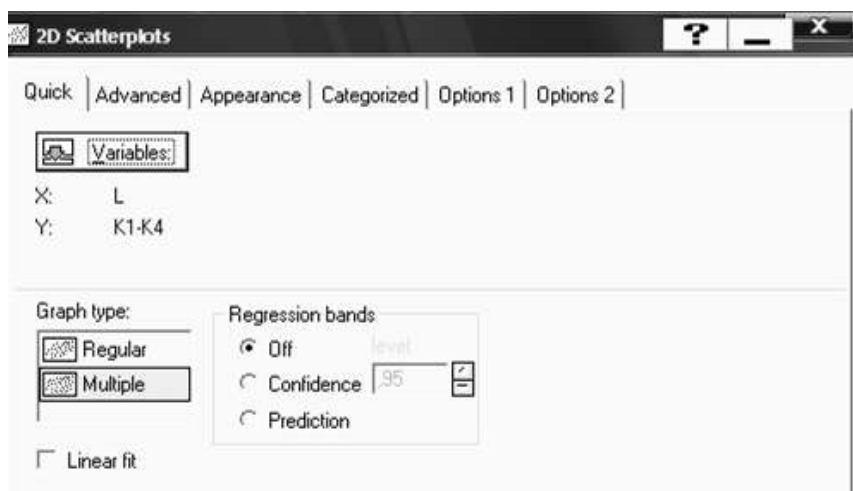 2D Scatterplots
? _ X
Quick Advanced Appearance Categorized Options 1 Options 2
Variables:
X: L
Y: K1-K4
Graph type:
Regular
Multiple
Linear fit
Regression bands
Off level
Confidence .95
Prediction